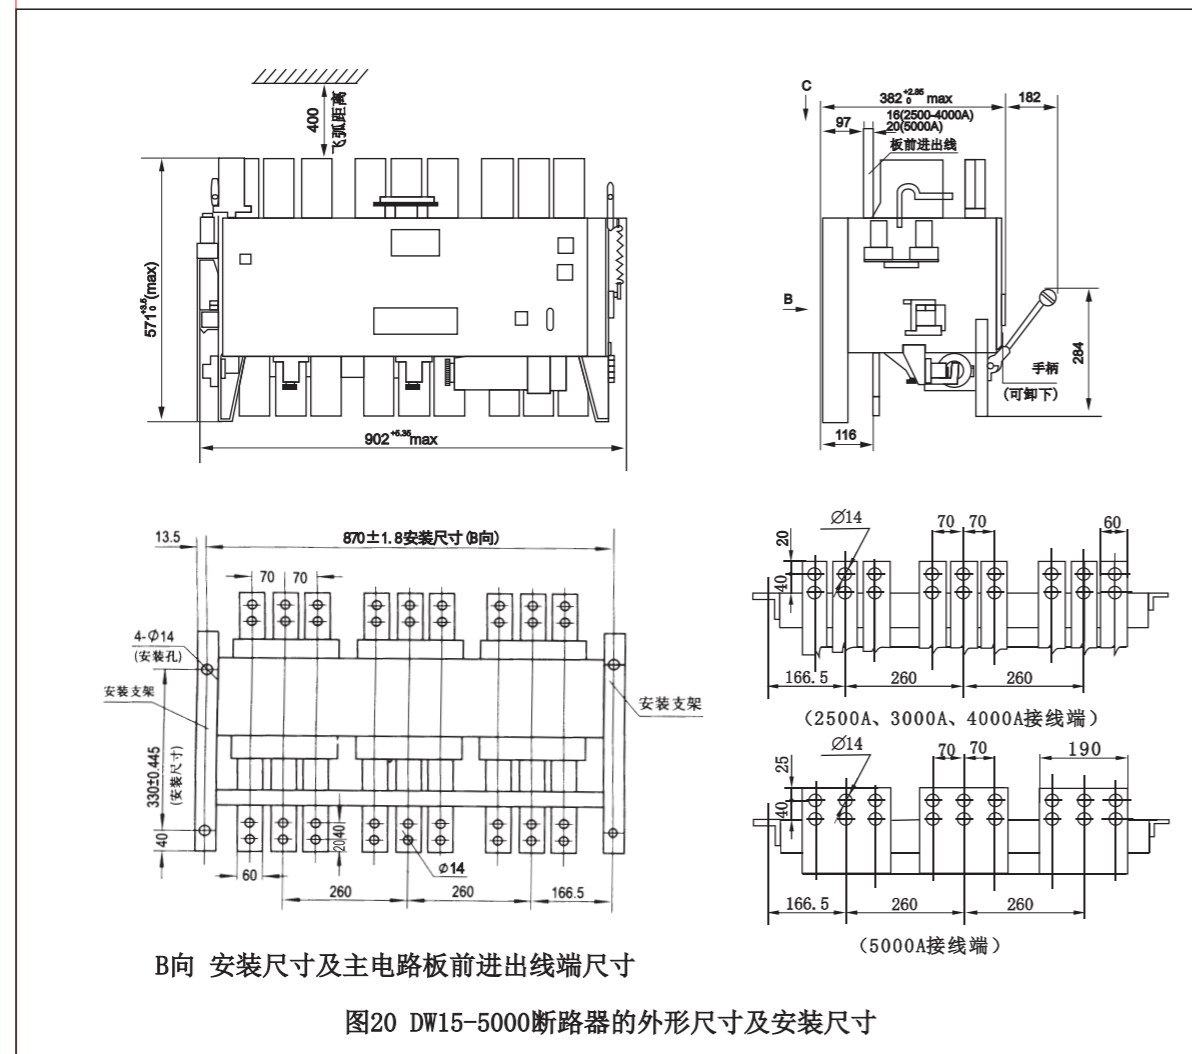 400
飞弧距离
571+3.5 0(max)
902+5.35max
C
382+2.85 0 max
182
97
16(2500-4000A)
20(5000A)
板前进出线
B
284
手柄
(可卸下)
116
13.5
870±1.8安装尺寸(B向)
70 70
4-Ø14
(安装孔)
安装支架
安装支架
330±0.445
(安装尺寸)
40
20 40
60
Ø14
260 260 166.5
Ø14
70 70
60
20
40
166.5 260 260
(2500A、3000A、4000A接线端)
Ø14
70 70
190
25
40
166.5 260 260
(5000A接线端)
B向 安装尺寸及主电路板前进出线端尺寸
图20 DW15-5000断路器的外形尺寸及安装尺寸